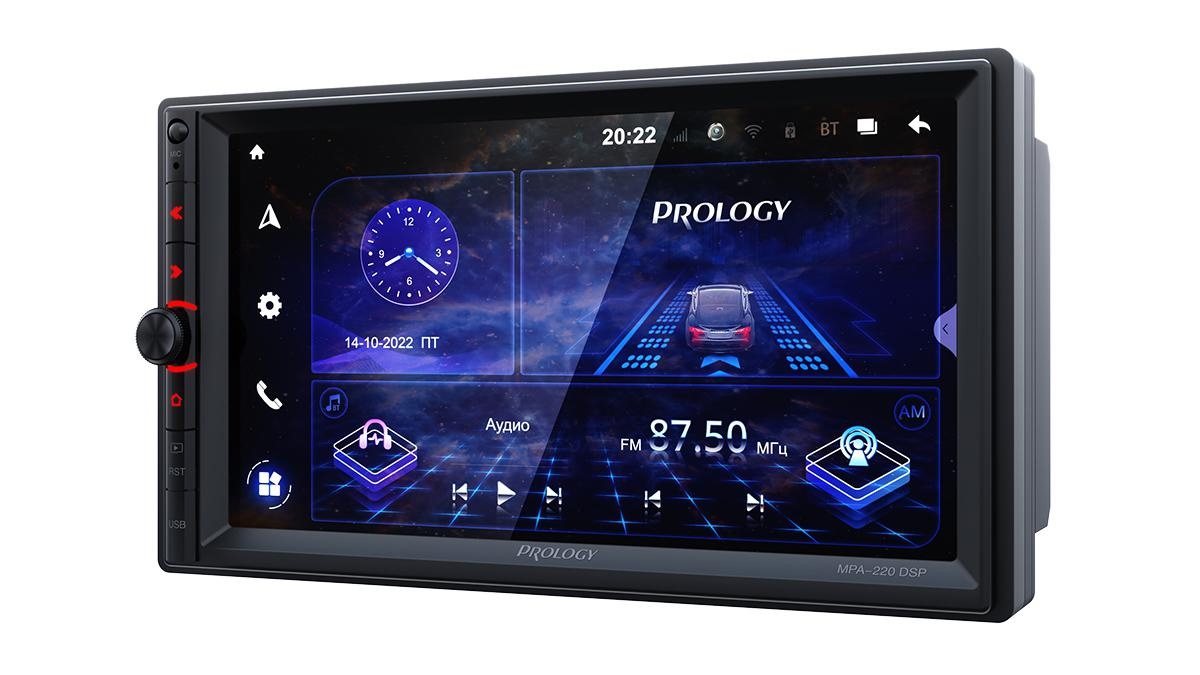 20:22 BT
MIC
PROLOGY
12
9 3
6
14-10-2022 ПТ
BT
Аудио
FM 87.50 МГц
AM
RST
USB
PROLOGY
MPA-220 DSP